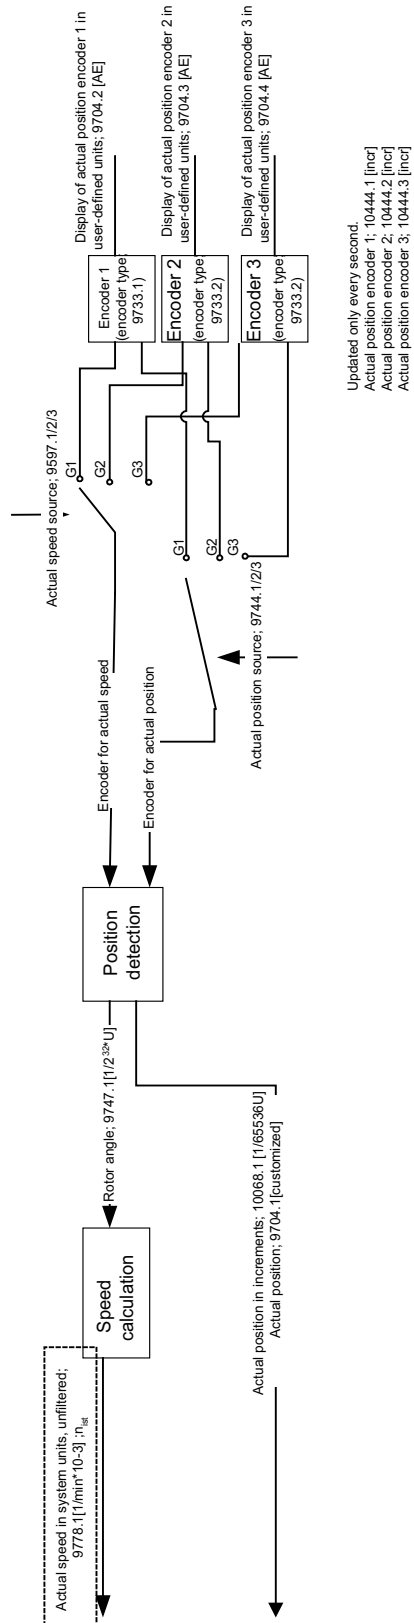 Display of actual position encoder 1 in
user-defined units; 9704.2 [AE]
Display of actual position encoder 2 in
user-defined units; 9704.3 [AE]
Display of actual position encoder 3 in
user-defined units; 9704.4 [AE]
Encoder 1
(encoder type;
9733.1)
Encoder 2
(encoder type;
9733.2)
Encoder 3
(encoder type;
9733.2)
Updated only every second.
Actual position encoder 1; 10444.1 [incr]
Actual position encoder 2; 10444.2 [incr]
Actual position encoder 3; 10444.3 [incr]
Actual speed source; 9597.1/2/3
G1
G2
G3
G1
G2
G3
Actual position source; 9744.1/2/3
Encoder for actual speed
Encoder for actual position
Position
detection
Rotor angle; 9747.1[1/2³²*U]
Actual position in increments; 10068.1 [1/65536U]
Actual position; 9704.1[customized]
Speed
calculation
Actual speed in system units, unfiltered;
9778.1[1/min*10-3] ;nist